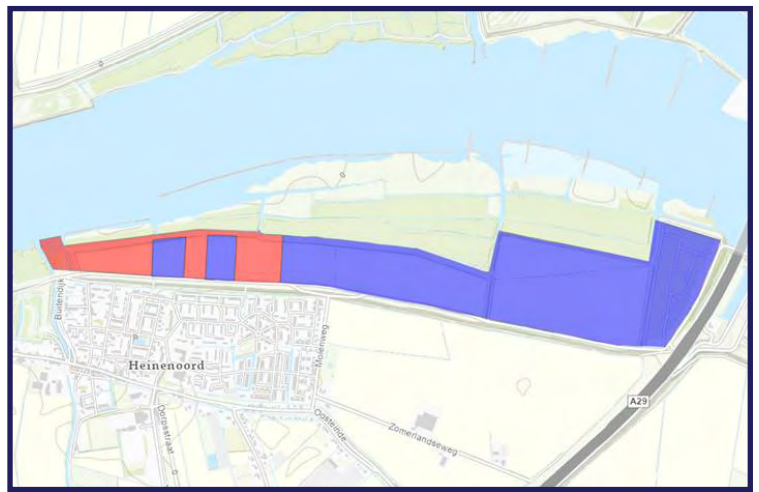 Buitendijk
Heinenoord
Molenweg
Dorpsstraat
Oosteinde
Zomerlandseweg
A29